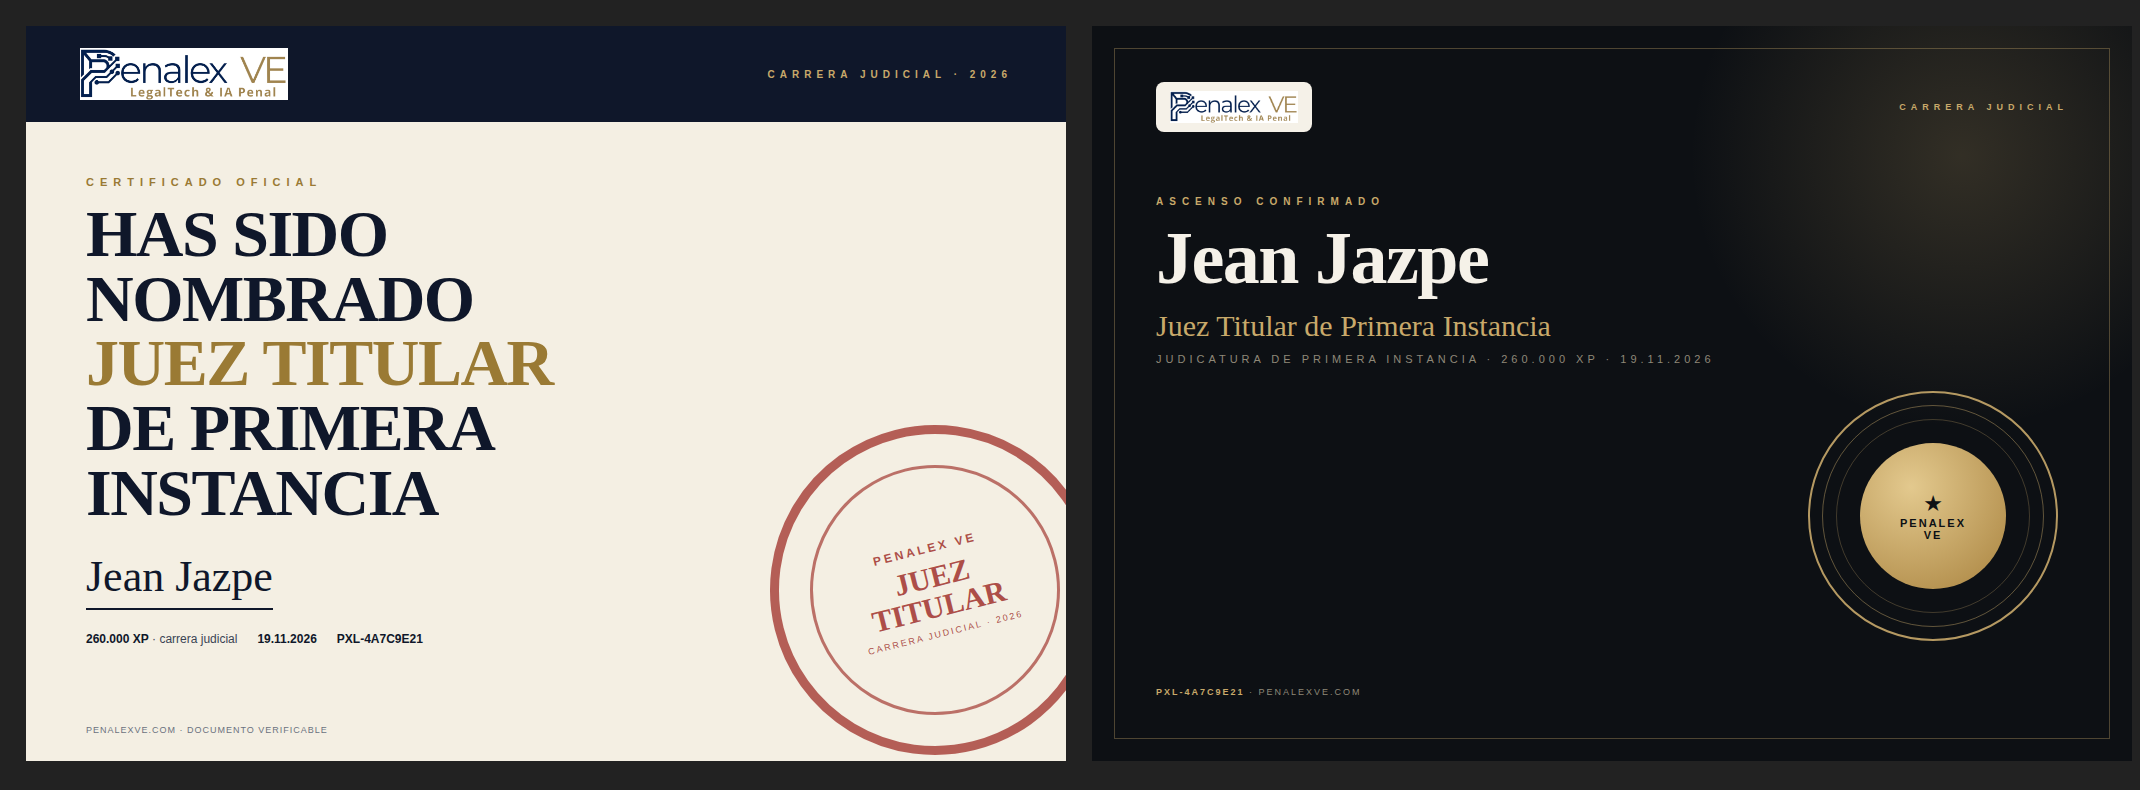 Penalex VE
LegalTech & IA Penal
CARRERA JUDICIAL · 2026
CERTIFICADO OFICIAL
HAS SIDO
NOMBRADO
JUEZ TITULAR
DE PRIMERA
INSTANCIA
Jean Jazpe
260.000 XP · carrera judicial 19.11.2026 PXL-4A7C9E21
PENALEX VE
JUEZ
TITULAR
CARRERA JUDICIAL · 2026
PENALEXVE.COM · DOCUMENTO VERIFICABLE
Penalex VE
LegalTech & IA Penal
CARRERA JUDICIAL
ASCENSO CONFIRMADO
Jean Jazpe
Juez Titular de Primera Instancia
JUDICATURA DE PRIMERA INSTANCIA · 260.000 XP · 19.11.2026
★
PENALEX
VE
PXL-4A7C9E21 · PENALEXVE.COM